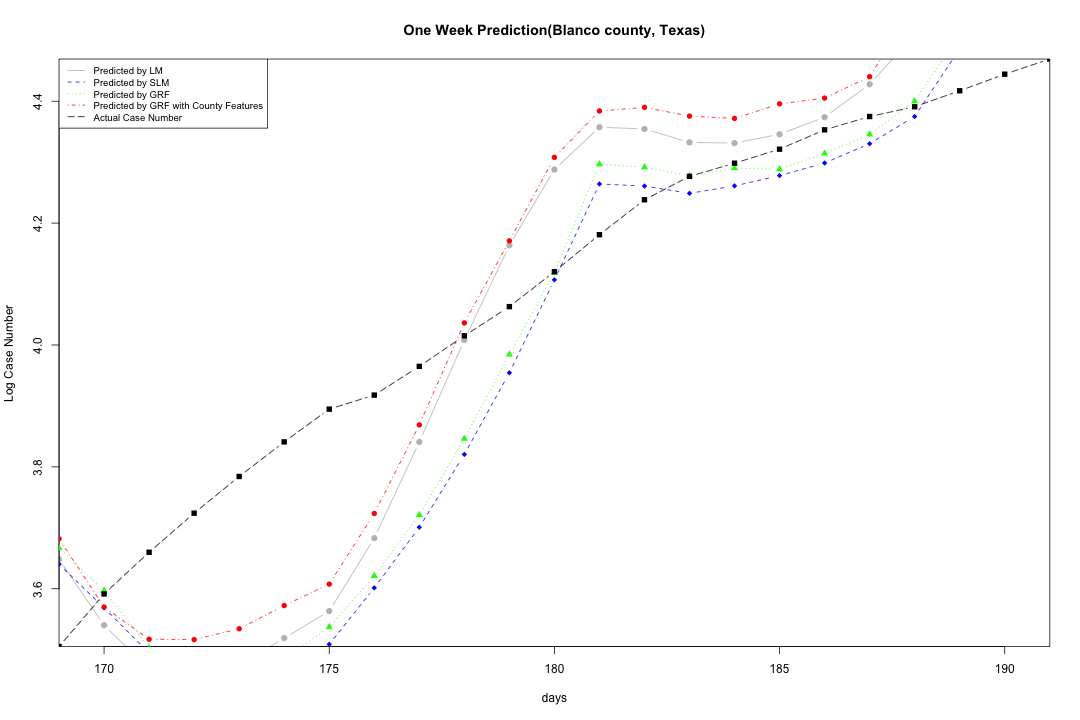 One Week Prediction(Blanco county, Texas)
Predicted by LM
Predicted by SLM
Predicted by GRF
Predicted by GRF with County Features
Actual Case Number
Log Case Number
4.4
4.2
4.0
3.8
3.6
170 175 180 185 190
days